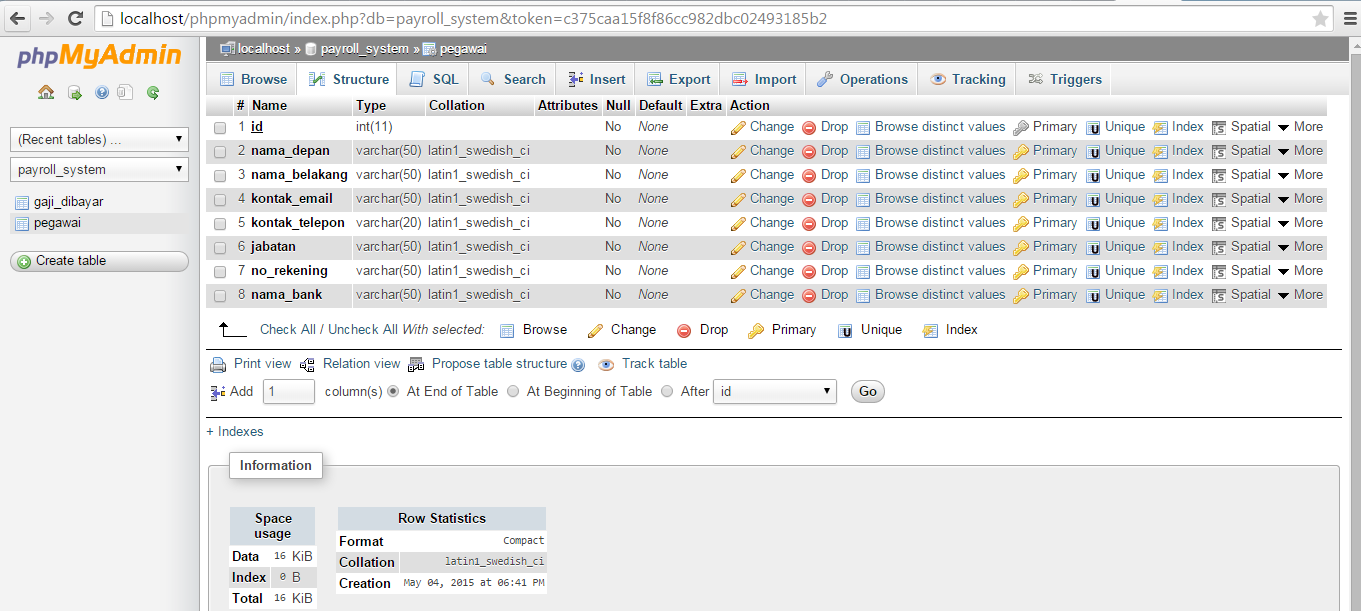 localhost/phpmyadmin/index.php?db=payroll_system&token=c375caa15f8f86cc982dbc02493185b2
phpMyAdmin
localhost » payroll_system » pegawai
Browse Structure SQL Search Insert Export Import Operations Tracking Triggers
(Recent tables) ...
payroll_system
gaji_dibayar
pegawai
Create table
# Name Type Collation Attributes Null Default Extra Action
1 id int(11) No None Change Drop Browse distinct values Primary Unique Index Spatial More
2 nama_depan varchar(50) latin1_swedish_ci No None Change Drop Browse distinct values Primary Unique Index Spatial More
3 nama_belakang varchar(50) latin1_swedish_ci No None Change Drop Browse distinct values Primary Unique Index Spatial More
4 kontak_email varchar(50) latin1_swedish_ci No None Change Drop Browse distinct values Primary Unique Index Spatial More
5 kontak_telepon varchar(20) latin1_swedish_ci No None Change Drop Browse distinct values Primary Unique Index Spatial More
6 jabatan varchar(50) latin1_swedish_ci No None Change Drop Browse distinct values Primary Unique Index Spatial More
7 no_rekening varchar(50) latin1_swedish_ci No None Change Drop Browse distinct values Primary Unique Index Spatial More
8 nama_bank varchar(50) latin1_swedish_ci No None Change Drop Browse distinct values Primary Unique Index Spatial More
Check All / Uncheck All With selected: Browse Change Drop Primary Unique Index
Print view Relation view Propose table structure Track table
Add 1 column(s) At End of Table At Beginning of Table After id Go
+ Indexes
Information
Space usage
Data 16 KiB
Index 0 B
Total 16 KiB
Row Statistics
Format Compact
Collation latin1_swedish_ci
Creation May 04, 2015 at 06:41 PM